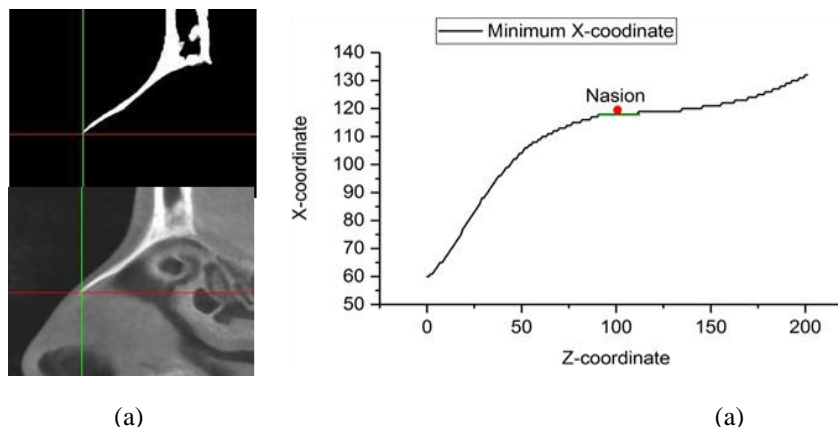 Minimum X-coodinate
140
130
120
110
100
90
80
70
60
50
X-coordinate
Nasion
0 50 100 150 200
Z-coordinate
(a) (a)